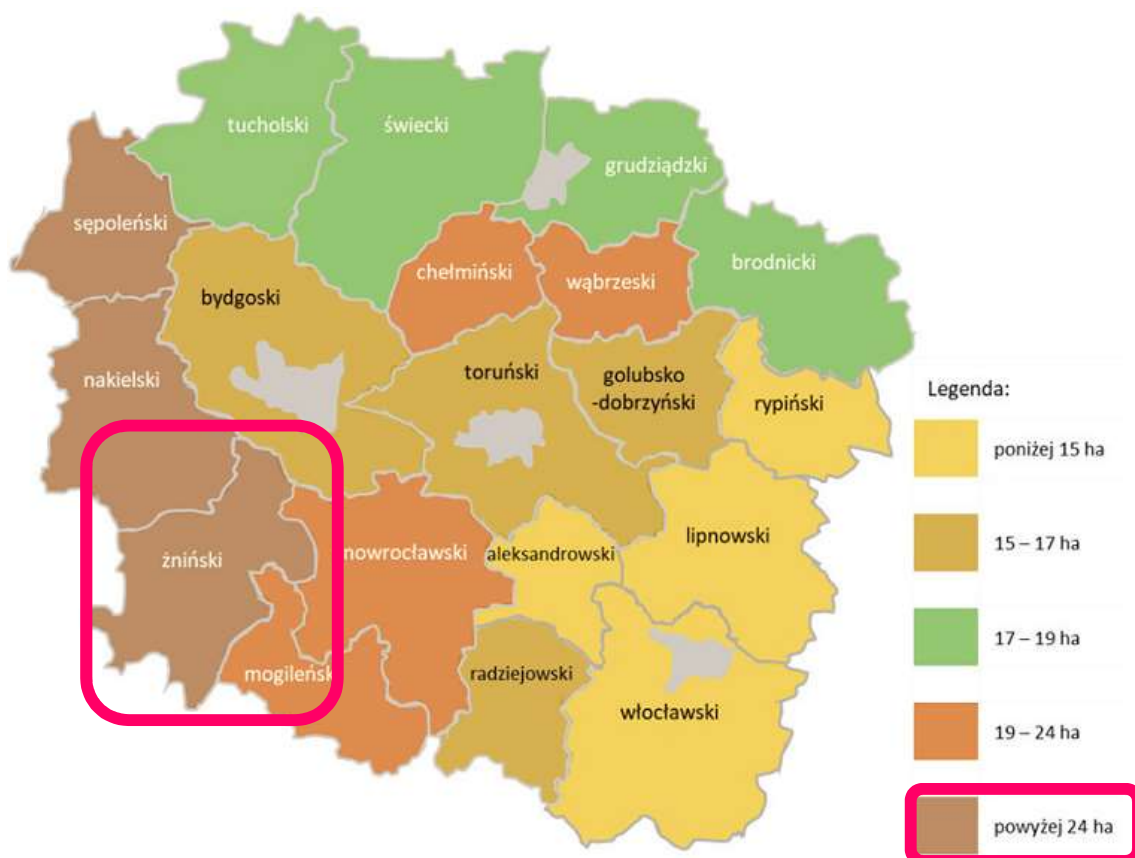 tucholski
świecki
grudziądzki
sępoleński
chełmiński
wąbrzeski
brodnicki
bydgoski
nakielski
toruński
golubsko
-dobrzyński
rypiński
żniński
nowrocławski
aleksandrowski
lipnowski
mogileńsk
radziejowski
włocławski
Legenda:
poniżej 15 ha
15 – 17 ha
17 – 19 ha
19 – 24 ha
powyżej 24 ha